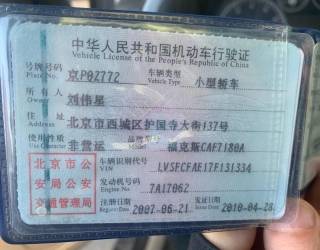 中华人民共和国机动车行驶证
Vehicle License of the People's Republic of China
号牌号码 京P0Z772 车辆类型 小型轿车
Plate No. Vehicle Type
所有人 刘伟星
Owner
住址 北京市西城区护国寺大街137号
Address
使用性质 非营运 品牌型号 福克斯CAF7180A
Use Character Model
北京市公安局公安交通管理局
车辆识别代号 LVSFCFAE17F131334
VIN
发动机号码 7A17062
Engine No.
注册日期 2007-06-21 发证日期 2010-04-28
Register Date Issue Date